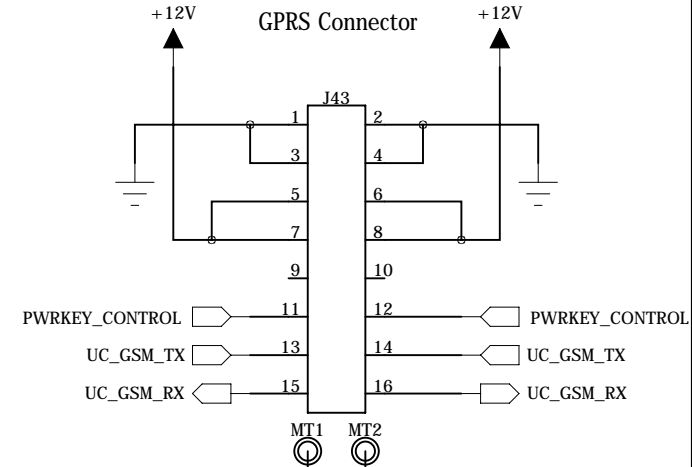 +12V GPRS Connector +12V
J43
1 2
3 4
5 6
7 8
9 10
PWRKEY_CONTROL 11 12 PWRKEY_CONTROL
UC_GSM_TX 13 14 UC_GSM_TX
UC_GSM_RX 15 16 UC_GSM_RX
MT1 MT2